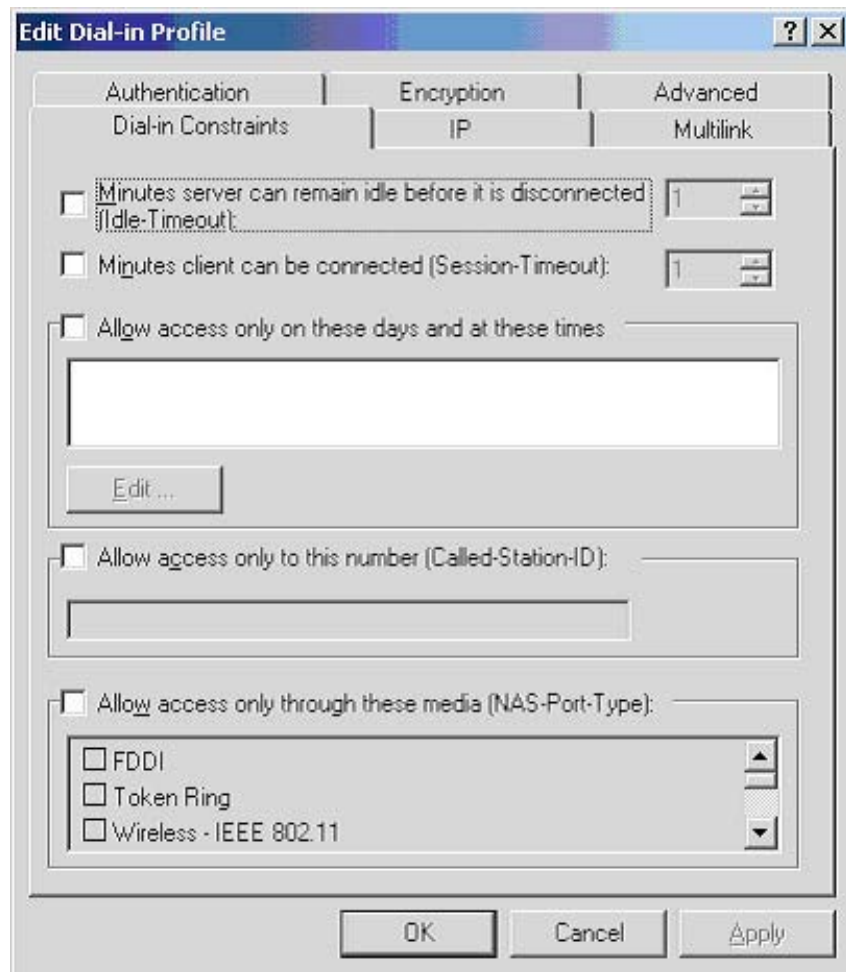 Edit Dial-in Profile
Authentication
Encryption
Advanced
Dial-in Constraints
IP
Multilink
Minutes server can remain idle before it is disconnected
(Idle-Timeout):
1
Minutes client can be connected (Session-Timeout):
1
Allow access only on these days and at these times
Edit ...
Allow access only to this number (Called-Station-ID):
Allow access only through these media (NAS-Port-Type):
FDDI
Token Ring
Wireless - IEEE 802.11
OK
Cancel
Apply